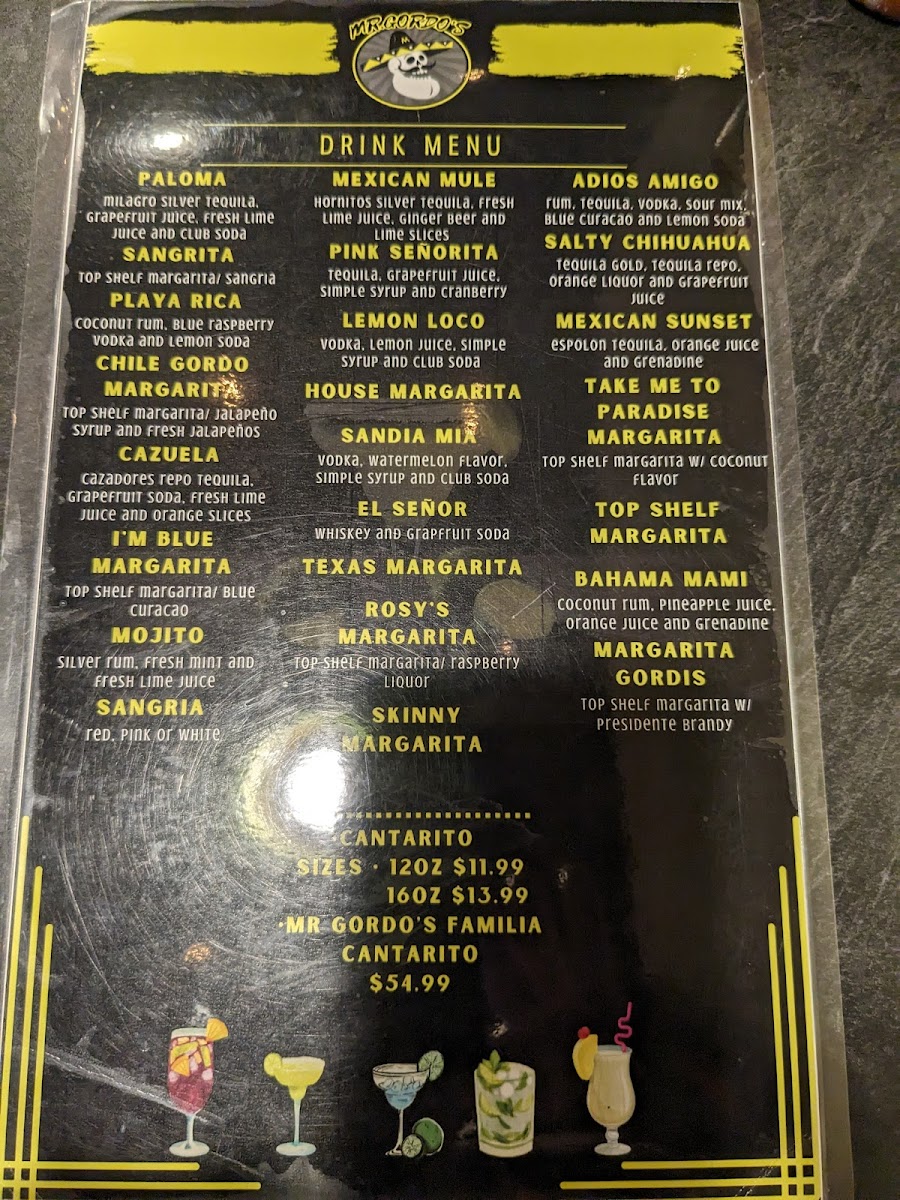 MR.GORDO'S
M
DRINK MENU
PALOMA
MILAGRO SILVER TEQUILA,
GRAPEFRUIT JUICE, FRESH LIME
JUICE AND CLUB SODA
SANGRITA
TOP SHELF MARGARITA/ SANGRIA
PLAYA RICA
COCONUT RUM, BLUE RASPBERRY
VODKA AND LEMON SODA
CHILE GORDO
MARGARITA
TOP SHELF MARGARITA/ JALAPEÑO
SYRUP AND FRESH JALAPEÑOS
CAZUELA
CAZADORES REPO TEQUILA,
GRAPEFRUIT SODA, FRESH LIME
JUICE AND ORANGE SLICES
I'M BLUE
MARGARITA
TOP SHELF MARGARITA/ BLUE
CURACAO
MOJITO
SILVER RUM, FRESH MINT AND
FRESH LIME JUICE
SANGRIA
RED, PINK OR WHITE
MEXICAN MULE
HORNITOS SILVER TEQUILA, FRESH
LIME JUICE, GINGER BEER AND
LIME SLICES
PINK SEÑORITA
TEQUILA, GRAPEFRUIT JUICE,
SIMPLE SYRUP AND CRANBERRY
LEMON LOCO
VODKA, LEMON JUICE, SIMPLE
SYRUP AND CLUB SODA
HOUSE MARGARITA
SANDIA MIA
VODKA, WATERMELON FLAVOR,
SIMPLE SYRUP AND CLUB SODA
EL SEÑOR
WHISKEY AND GRAPFRUIT SODA
TEXAS MARGARITA
ROSY'S
MARGARITA
TOP SHELF MARGARITA/ RASPBERRY
LIQUOR
SKINNY
MARGARITA
ADIOS AMIGO
RUM, TEQUILA, VODKA, SOUR MIX,
BLUE CURACAO AND LEMON SODA
SALTY CHIHUAHUA
TEQUILA GOLD, TEQUILA REPO,
ORANGE LIQUOR AND GRAPEFRUIT
JUICE
MEXICAN SUNSET
ESPOLON TEQUILA, ORANGE JUICE
AND GRENADINE
TAKE ME TO
PARADISE
MARGARITA
TOP SHELF MARGARITA W/ COCONUT
FLAVOR
TOP SHELF
MARGARITA
BAHAMA MAMI
COCONUT RUM, PINEAPPLE JUICE,
ORANGE JUICE AND GRENADINE
MARGARITA
GORDIS
TOP SHELF MARGARITA W/
PRESIDENTE BRANDY
CANTARITO
SIZES • 12OZ $11.99
16OZ $13.99
•MR GORDO'S FAMILIA
CANTARITO
$54.99